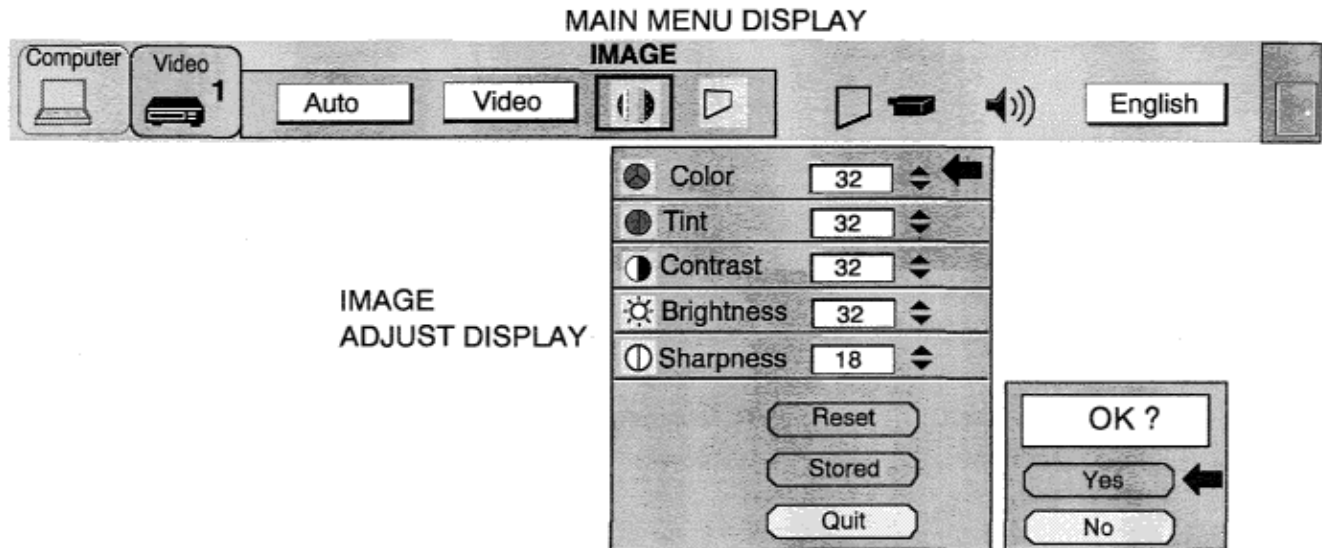 MAIN MENU DISPLAY
IMAGE
Computer
Video
1
Auto
Video
English
Color 32
Tint 32
Contrast 32
Brightness 32
Sharpness 18
IMAGE
ADJUST DISPLAY
Reset
Stored
Quit
OK ?
Yes
No